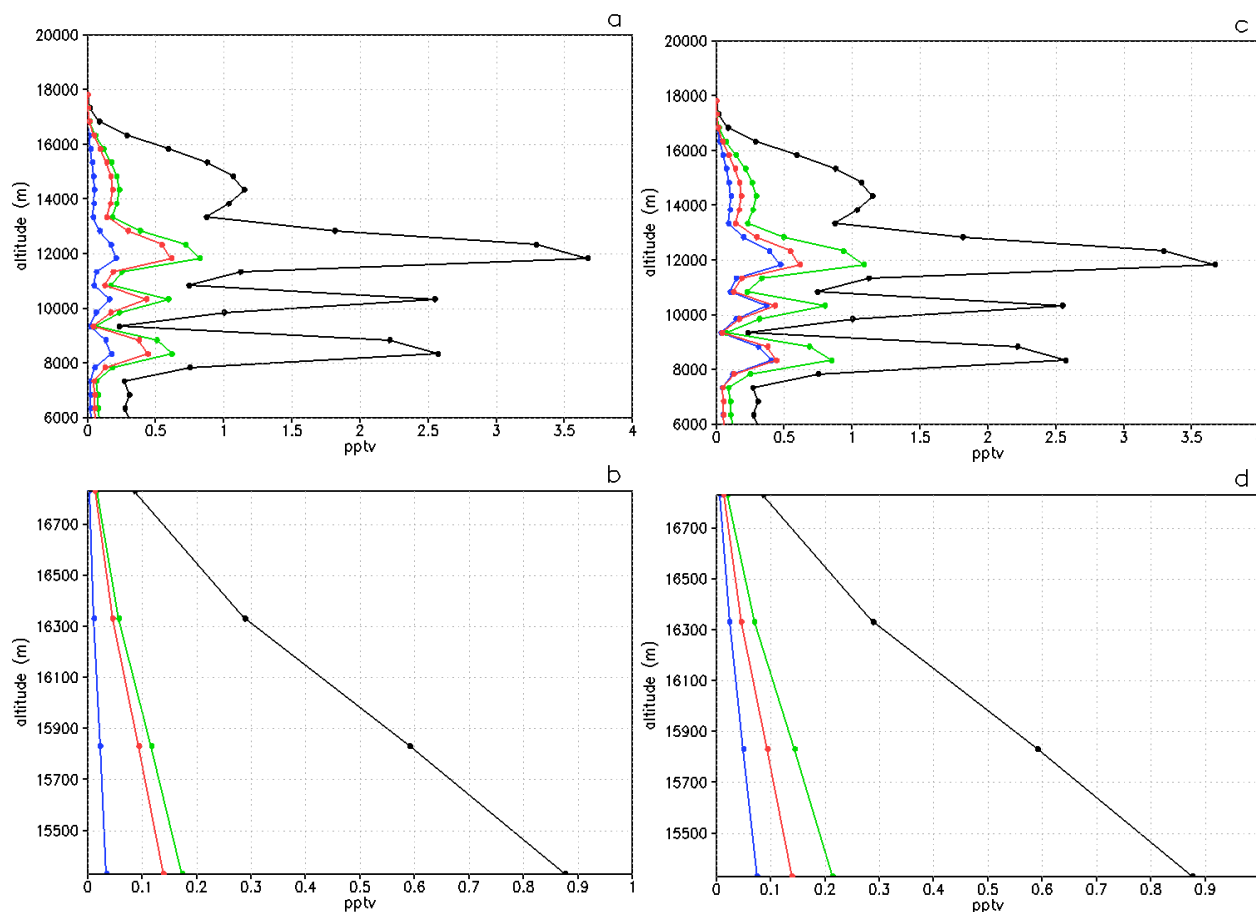 a
20000
18000
16000
14000
12000
10000
8000
6000
altitude (m)
0 0.5 1 1.5 2 2.5 3 3.5 4
pptv
c
20000
18000
16000
14000
12000
10000
8000
6000
altitude (m)
0 0.5 1 1.5 2 2.5 3 3.5
pptv
b
16700
16500
16300
16100
15900
15700
15500
altitude (m)
0 0.1 0.2 0.3 0.4 0.5 0.6 0.7 0.8 0.9 1
pptv
d
16700
16500
16300
16100
15900
15700
15500
altitude (m)
0 0.1 0.2 0.3 0.4 0.5 0.6 0.7 0.8 0.9
pptv